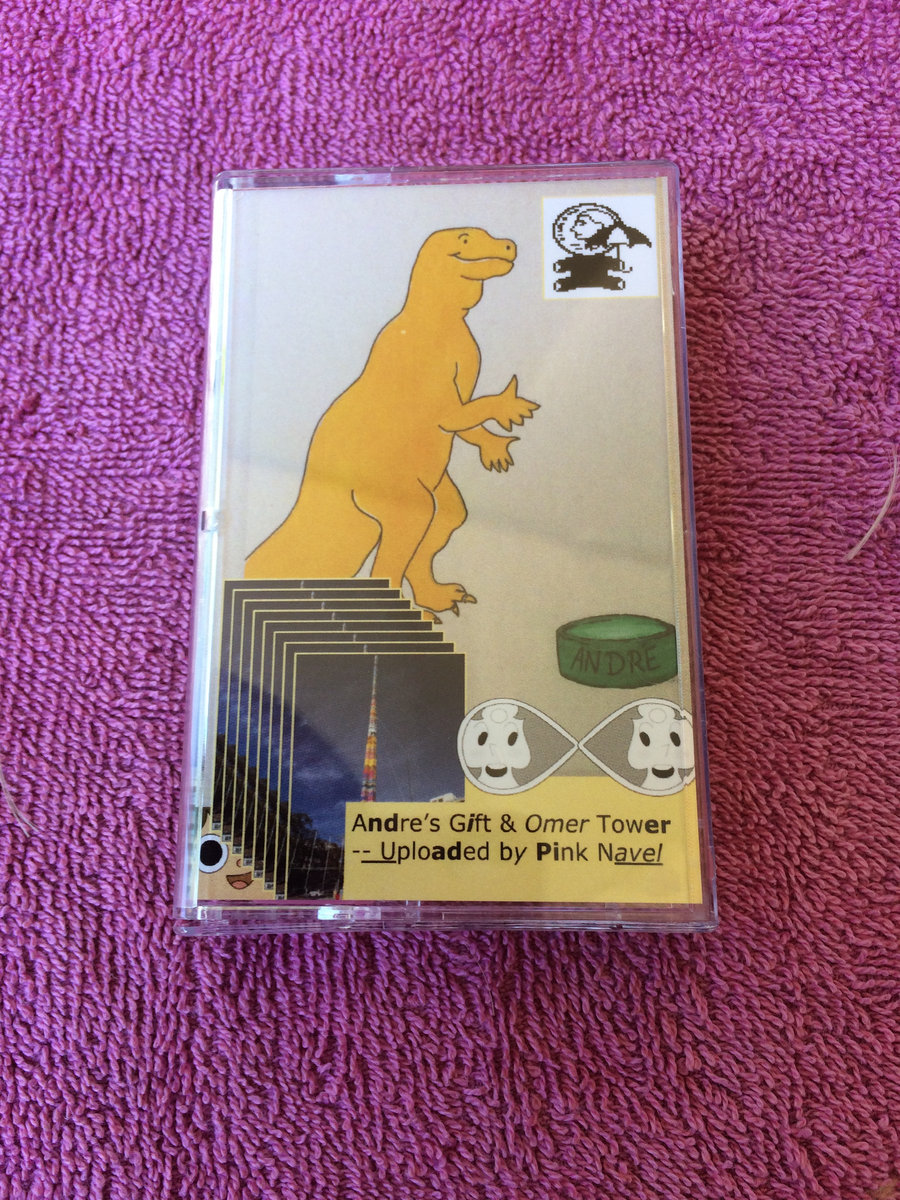 ANDRE
Andre's Gift & Omer Tower
-- Uploaded by Pink Navel